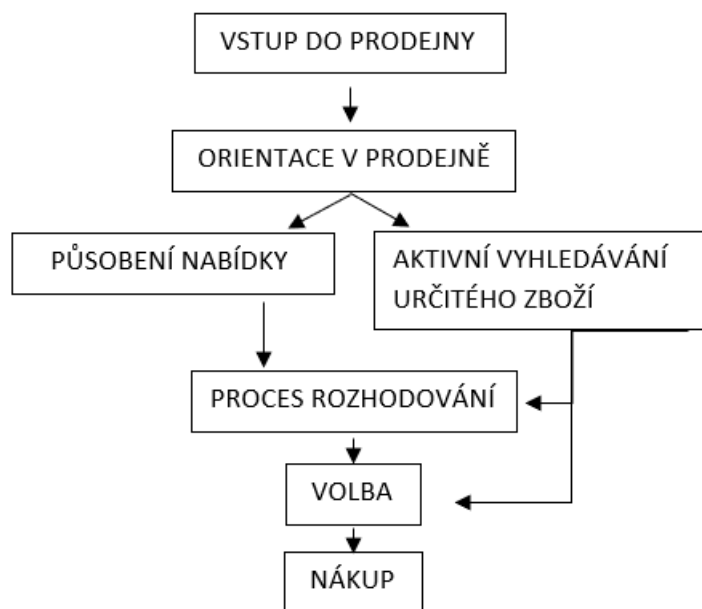 VSTUP DO PRODEJNY
ORIENTACE V PRODEJNĚ
PŮSOBENÍ NABÍDKY
AKTIVNÍ VYHLEDÁVÁNÍ
URČITÉHO ZBOŽÍ
PROCES ROZHODOVÁNÍ
VOLBA
NÁKUP